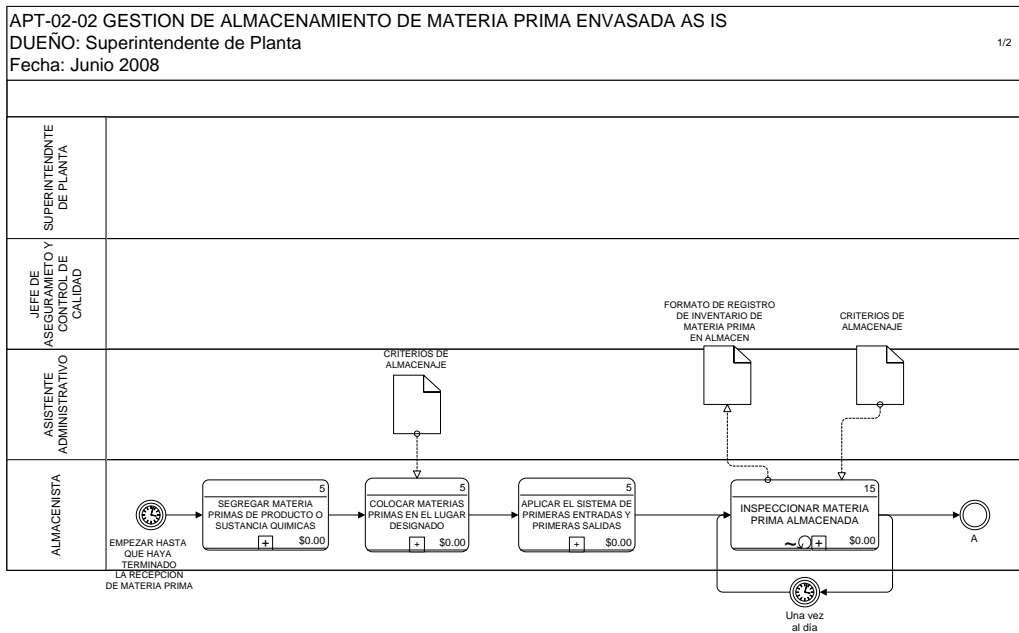 APT-02-02 GESTION DE ALMACENAMIENTO DE MATERIA PRIMA ENVASADA AS IS
DUEÑO: Superintendente de Planta
Fecha: Junio 2008
1/2
SUPERINTENDNTE
DE PLANTA
JEFE DE
ASEGURAMIETO Y
CONTROL DE
CALIDAD
FORMATO DE REGISTRO
DE INVENTARIO DE
MATERIA PRIMA
EN ALMACEN
CRITERIOS DE
ALMACENAJE
ASISTENTE
ADMINISTRATIVO
CRITERIOS DE
ALMACENAJE
ALMACENISTA
EMPEZAR HASTA
QUE HAYA
TERMINADO
LA RECEPCION
DE MATERIA PRIMA
5
SEGREGAR MATERIA
PRIMAS DE PRODUCTO O
SUSTANCIA QUIMICAS
$0.00
5
COLOCAR MATERIAS
PRIMAS EN EL LUGAR
DESIGNADO
$0.00
5
APLICAR EL SISTEMA DE
PRIMERAS ENTRADAS Y
PRIMERAS SALIDAS
$0.00
15
INSPECCIONAR MATERIA
PRIMA ALMACENADA
$0.00
A
Una vez
al día